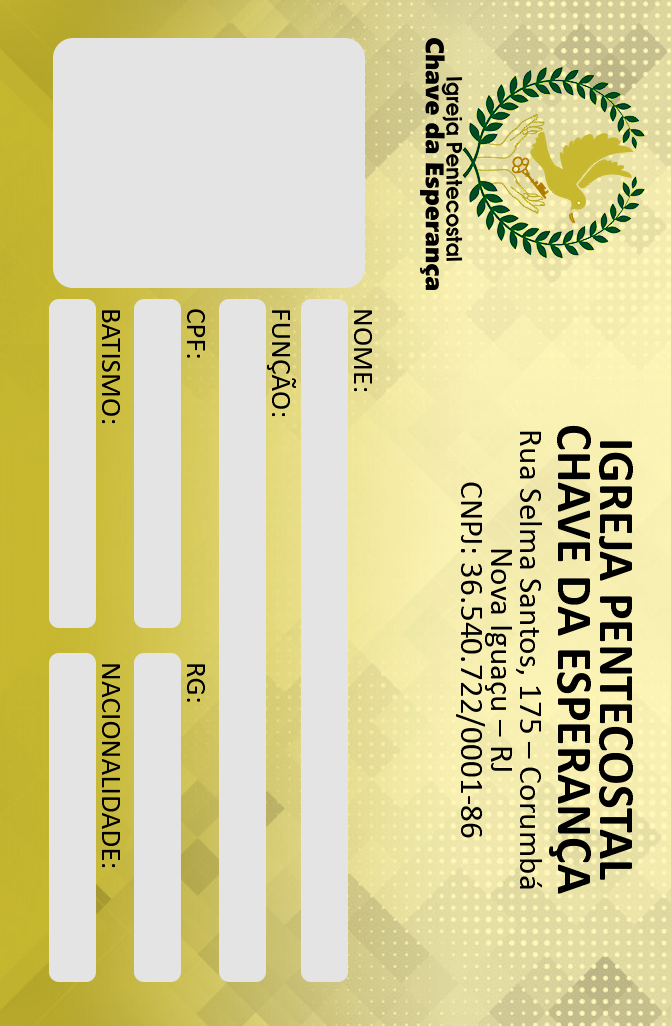 Igreja Pentecostal
Chave da Esperança
IGREJA PENTECOSTAL
CHAVE DA ESPERANÇA
Rua Selma Santos, 175 – Corumbá
Nova Iguaçu – RJ
CNPJ: 36.540.722/0001-86
NOME:
FUNÇÃO:
CPF:
RG:
BATISMO:
NACIONALIDADE: